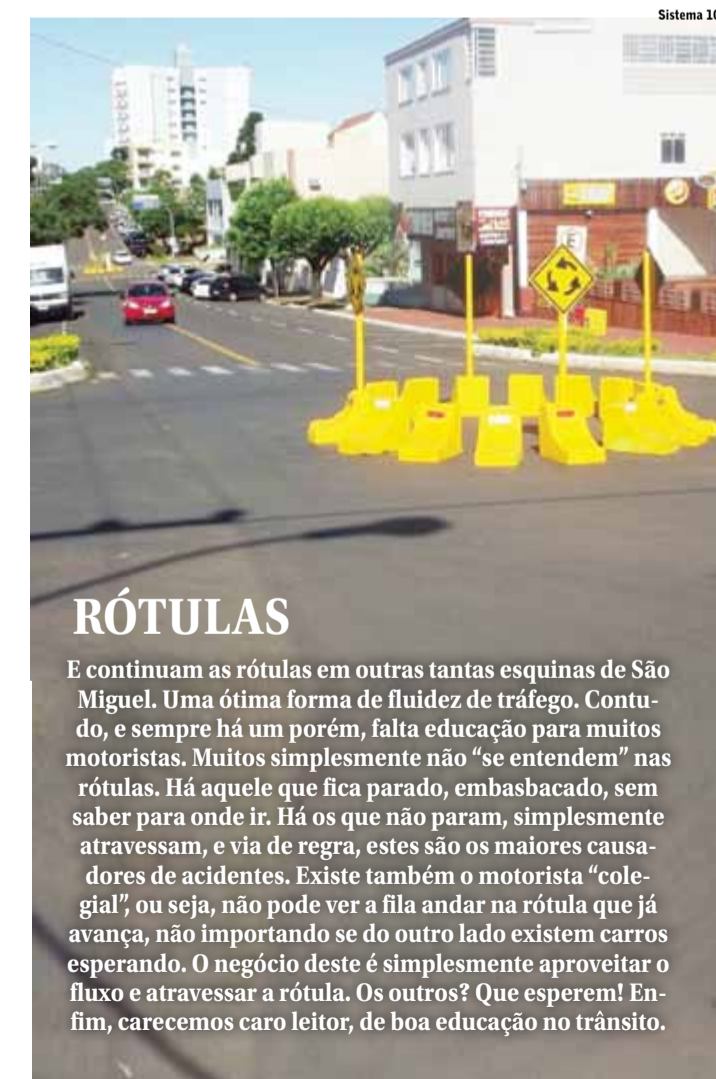 Sistema 10
RÓTULAS
E continuam as rótulas em outras tantas esquinas de São
Miguel. Uma ótima forma de fluidez de tráfego. Contu-
do, e sempre há um porém, falta educação para muitos
motoristas. Muitos simplesmente não “se entendem” nas
rótulas. Há aquele que fica parado, embasbacado, sem
saber para onde ir. Há os que não param, simplesmente
atravessam, e via de regra, estes são os maiores causa-
dores de acidentes. Existe também o motorista “cole-
gial”, ou seja, não pode ver a fila andar na rótula que já
avança, não importando se do outro lado existem carros
esperando. O negócio deste é simplesmente aproveitar o
fluxo e atravessar a rótula. Os outros? Que esperem! En-
fim, carecemos caro leitor, de boa educação no trânsito.